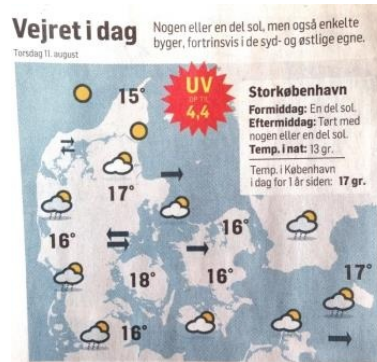 Vejret i dag
Torsdag 11. august
Nogen eller en del sol, men også enkelte
byger, fortrinsvis i de syd- og østlige egne.
UV
OP TIL
4,4
Storkøbenhavn
Formiddag: En del sol.
Eftermiddag: Tørt med
nogen eller en del sol.
Temp. i nat: 13 gr.
Temp. i København
i dag for 1 år siden: 17 gr.
15°
17°
16°
16°
18°
16°
17°
16°